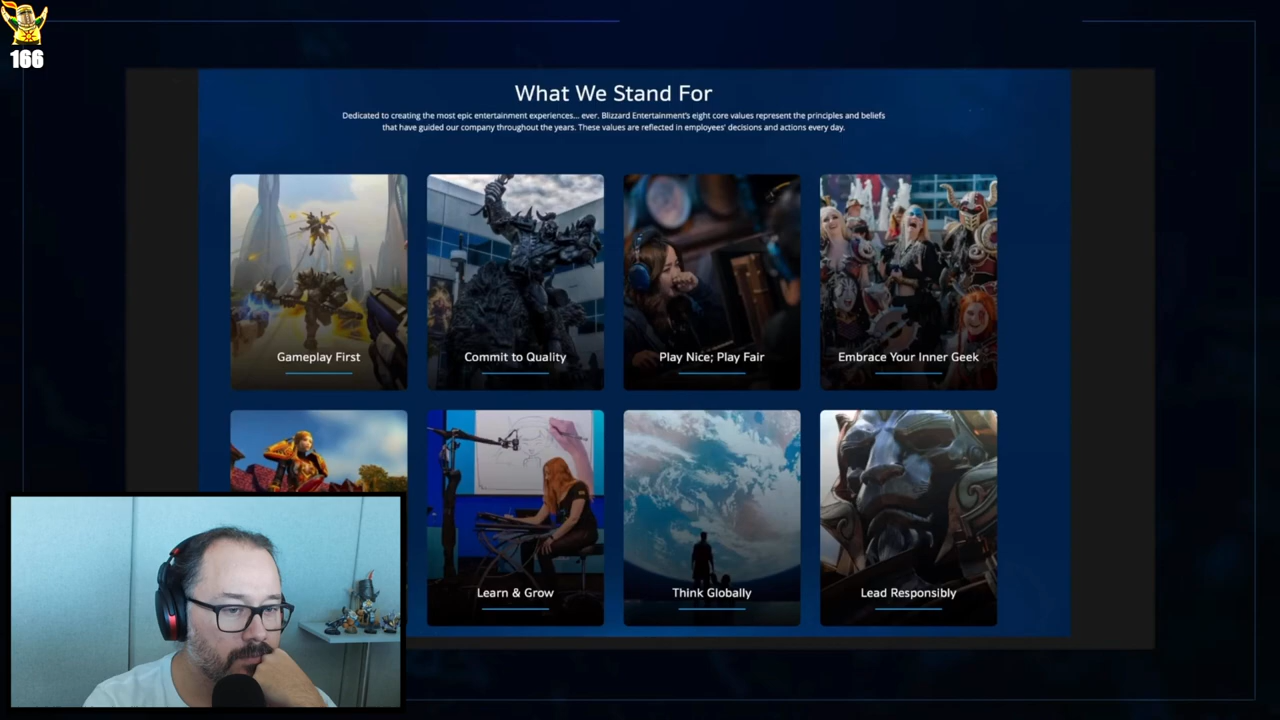 166
What We Stand For
Dedicated to creating the most epic entertainment experiences... ever. Blizzard Entertainment's eight core values represent the principles and beliefs
that have guided our company throughout the years. These values are reflected in employees' decisions and actions every day.
Gameplay First
Commit to Quality
Play Nice; Play Fair
Embrace Your Inner Geek
Learn & Grow
Think Globally
Lead Responsibly